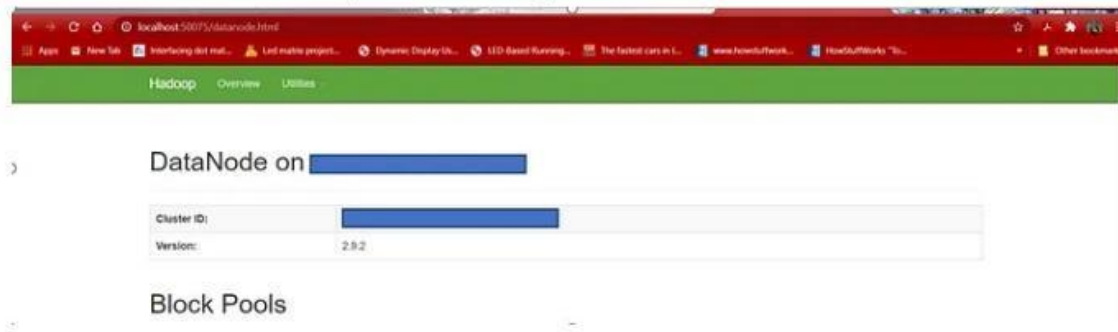 localhost:50075/datanode.html
Apps New Tab Interfacing dot mat... Led matrix project... Dynamic Display Us... LED Based Running... The fastest cars in t... www.howstuffwork... HowStuffWorks "To... Other bookmark
Hadoop Overview Utilities
DataNode on
Cluster ID:
Version: 2.9.2
Block Pools